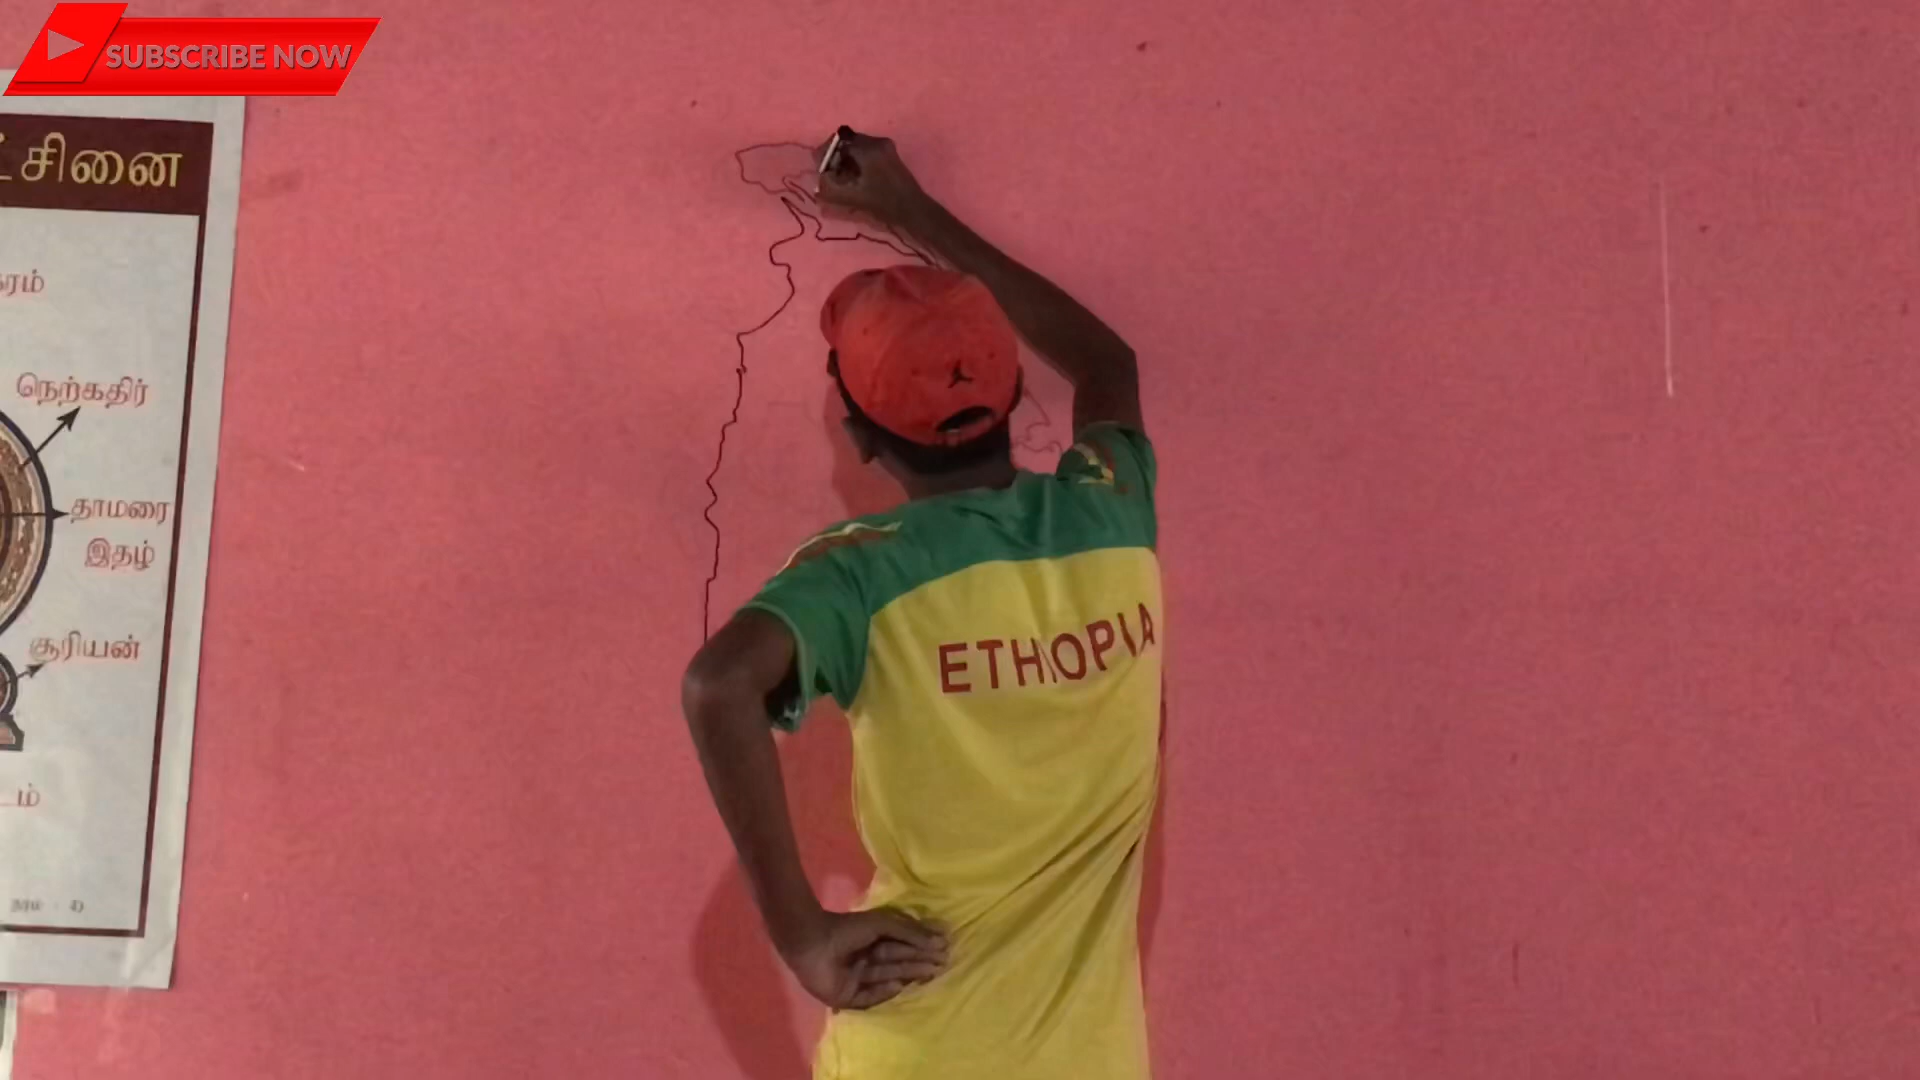 SUBSCRIBE NOW
சினை
நெற்கதிர்
தாமரை
இதழ்
சூரியன்
ETHIOPIA